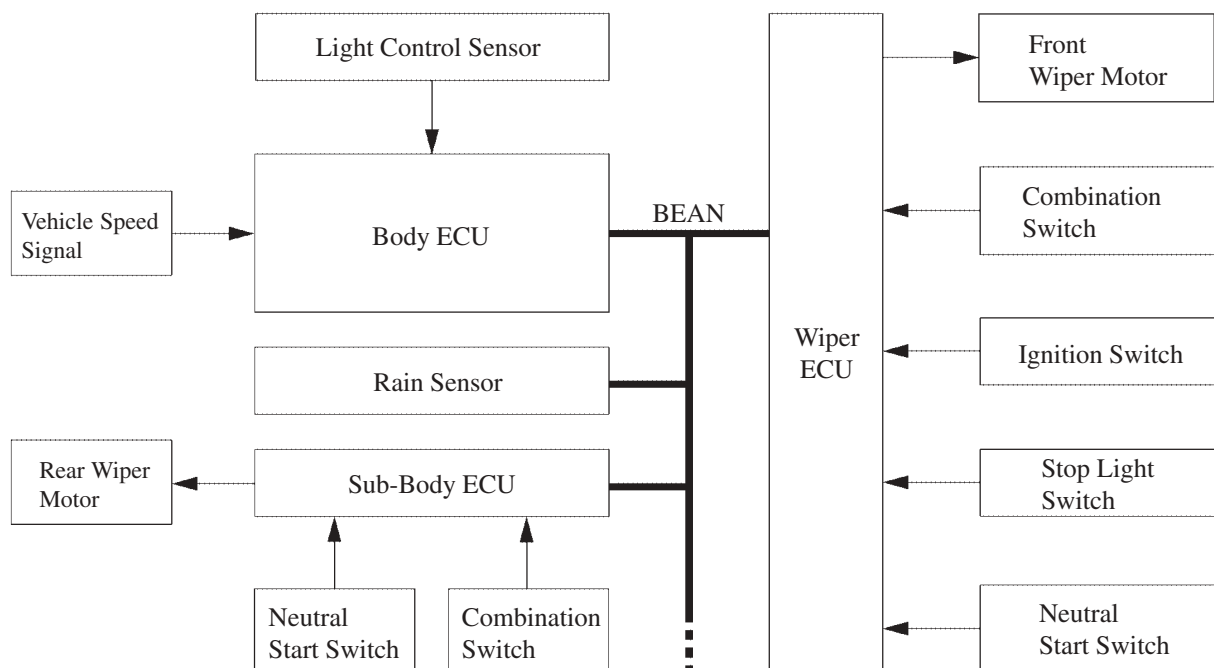 Light Control Sensor
Front
Wiper Motor
Vehicle Speed
Signal
Body ECU
BEAN
Combination
Switch
Wiper
ECU
Ignition Switch
Rain Sensor
Rear Wiper
Motor
Sub-Body ECU
Stop Light
Switch
Neutral
Start Switch
Combination
Switch
Neutral
Start Switch